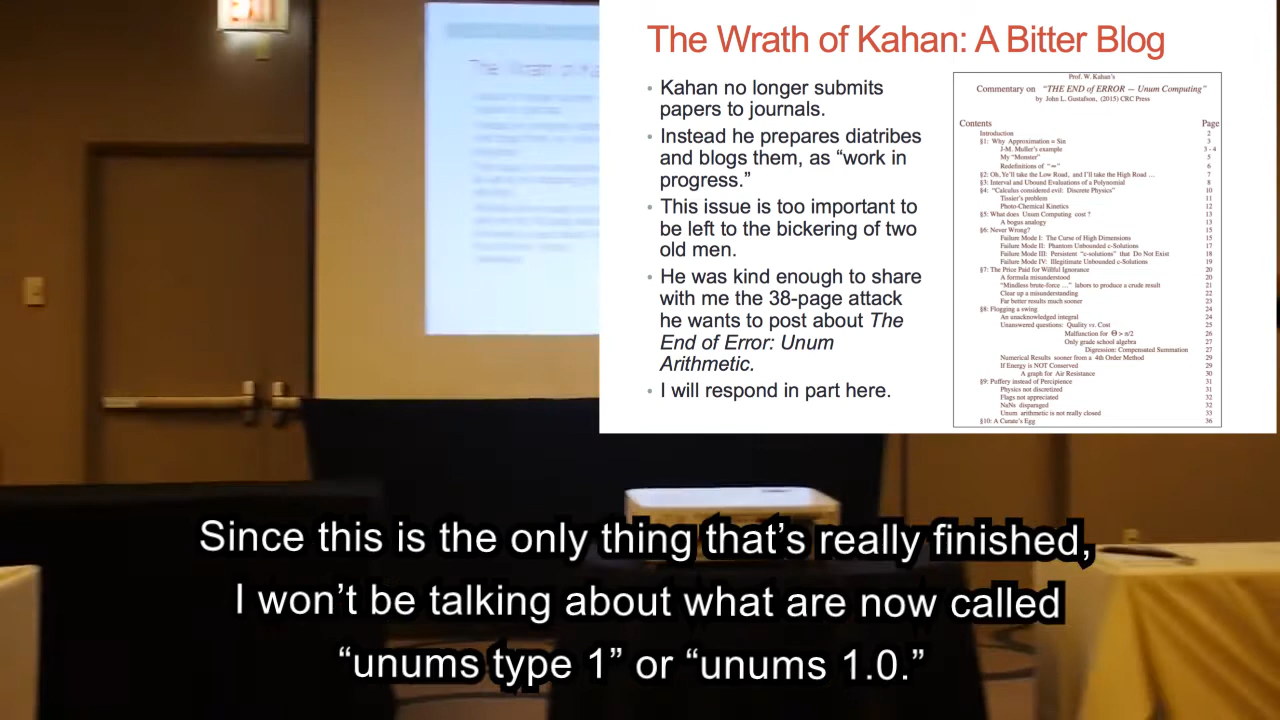 EXIT
The Wrath of Kahan: A Bitter Blog
• Kahan no longer submits
papers to journals.
• Instead he prepares diatribes
and blogs them, as “work in
progress.”
• This issue is too important to
be left to the bickering of two
old men.
• He was kind enough to share
with me the 38-page attack
he wants to post about The
End of Error: Unum
Arithmetic.
• I will respond in part here.
Prof. W. Kahan's
Commentary on “THE END of ERROR — Unum Computing”
by John L. Gustafson, (2015) CRC Press
Contents Page
Introduction 2
§1: Why Approximation = Sin 3
J-M. Muller's example 3 - 4
My “Monster” 5
Redefinitions of “=” 6
§2: Oh, Ye'll take the Low Road, and I'll take the High Road … 7
§3: Interval and Ubound Evaluations of a Polynomial 8
§4: “Calculus considered evil: Discrete Physics” 10
Tissier's problem 11
Photo-Chemical Kinetics 12
§5: What does Unum Computing cost ? 13
A bogus analogy 13
§6: Never Wrong? 15
Failure Mode I: The Curse of High Dimensions 15
Failure Mode II: Phantom Unbounded c-Solutions 17
Failure Mode III: Persistent “c-solutions” that Do Not Exist 18
Failure Mode IV: Illegitimate Unbounded c-Solutions 19
§7: The Price Paid for Willful Ignorance 20
A formula misunderstood 20
“Mindless brute-force …” labors to produce a crude result 21
Clear up a misunderstanding 22
Far better results much sooner 23
§8: Flogging a swing 24
An unacknowledged integral 24
Unanswered questions: Quality vs. Cost 25
Malfunction for Θ > π/2 26
Only grade school algebra 27
Digression: Compensated Summation 27
Numerical Results sooner from a 4th Order Method 29
If Energy is NOT Conserved 29
A graph for Air Resistance 30
§9: Puffery instead of Percipience 31
Physics not discretized 31
Flags not appreciated 32
NaNs disparaged 32
Unum arithmetic is not really closed 33
§10: A Curate's Egg 36
Since this is the only thing that's really finished,
I won't be talking about what are now called
“unums type 1” or “unums 1.0.”